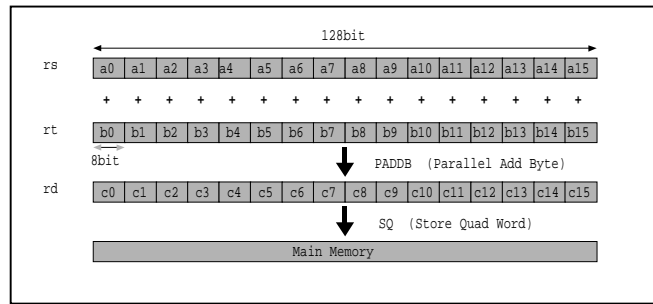 128bit
rs a0 a1 a2 a3 a4 a5 a6 a7 a8 a9 a10 a11 a12 a13 a14 a15
+ + + + + + + + + + + + + + + +
rt b0 b1 b2 b3 b4 b5 b6 b7 b8 b9 b10 b11 b12 b13 b14 b15
8bit PADDB (Parallel Add Byte)
rd c0 c1 c2 c3 c4 c5 c6 c7 c8 c9 c10 c11 c12 c13 c14 c15
SQ (Store Quad Word)
Main Memory